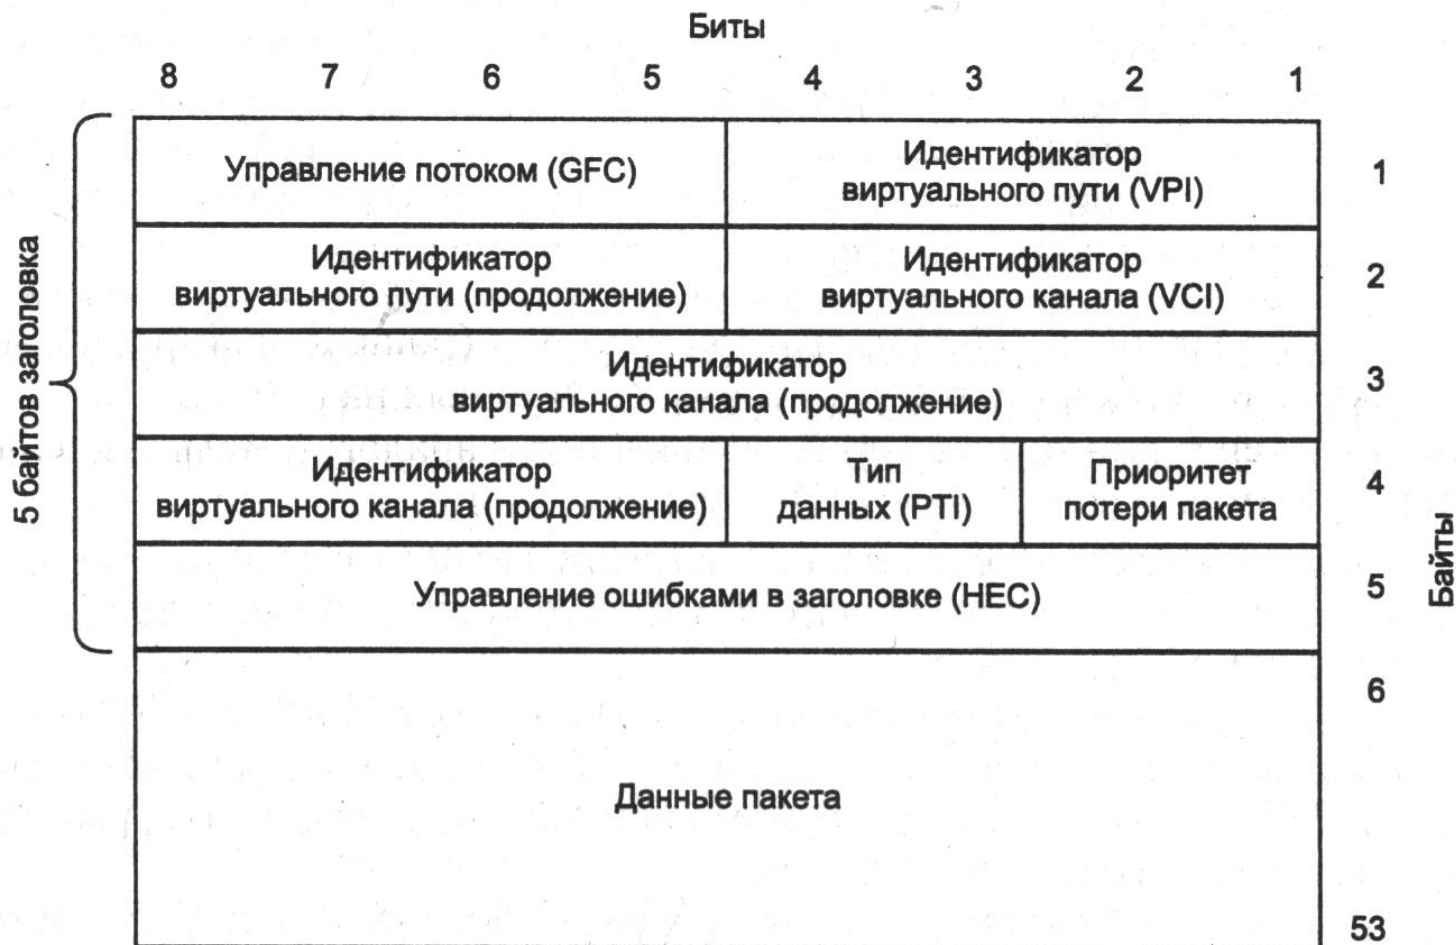 Биты
8 7 6 5 4 3 2 1
Управление потоком (GFC)
Идентификатор
виртуального пути (VPI)
1
Идентификатор
виртуального пути (продолжение)
Идентификатор
виртуального канала (VCI)
2
Идентификатор
виртуального канала (продолжение)
3
Идентификатор
виртуального канала (продолжение)
Тип
данных (PTI)
Приоритет
потери пакета
4
Управление ошибками в заголовке (HEC)
5
5 байтов заголовка
Байты
6
Данные пакета
53